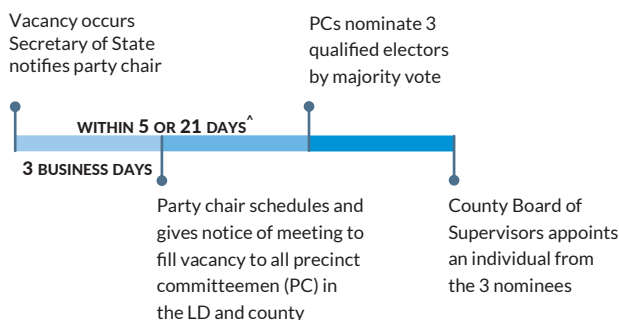 Vacancy occurs
Secretary of State
notifies party chair
PCs nominate 3
qualified electors
by majority vote
WITHIN 5 OR 21 DAYS^
3 BUSINESS DAYS
Party chair schedules and
gives notice of meeting to
fill vacancy to all precinct
committeemen (PC) in
the LD and county
County Board of
Supervisors appoints
an individual from
the 3 nominees